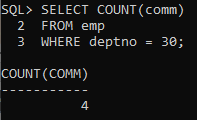 SQL> SELECT COUNT(comm)
  2  FROM emp
  3  WHERE deptno = 30;
COUNT(COMM)
-----------
          4